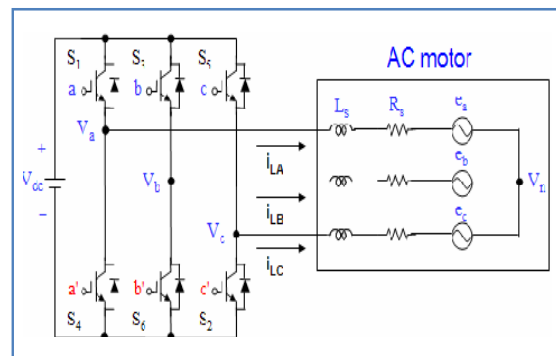 S1 S3 S5
AC motor
a b c
Ls Rs ea
Va
+
iLA
Vdc Vb eb Vn
−
iLB
Vc ec
iLC
a' b' c'
S4 S6 S2